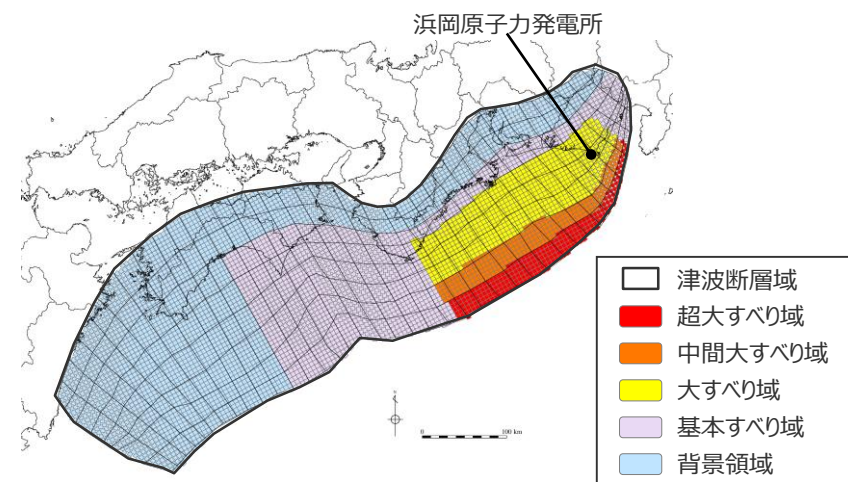 浜岡原子力発電所
津波断層域
超大すべり域
中間大すべり域
大すべり域
基本すべり域
背景領域
0 100 km